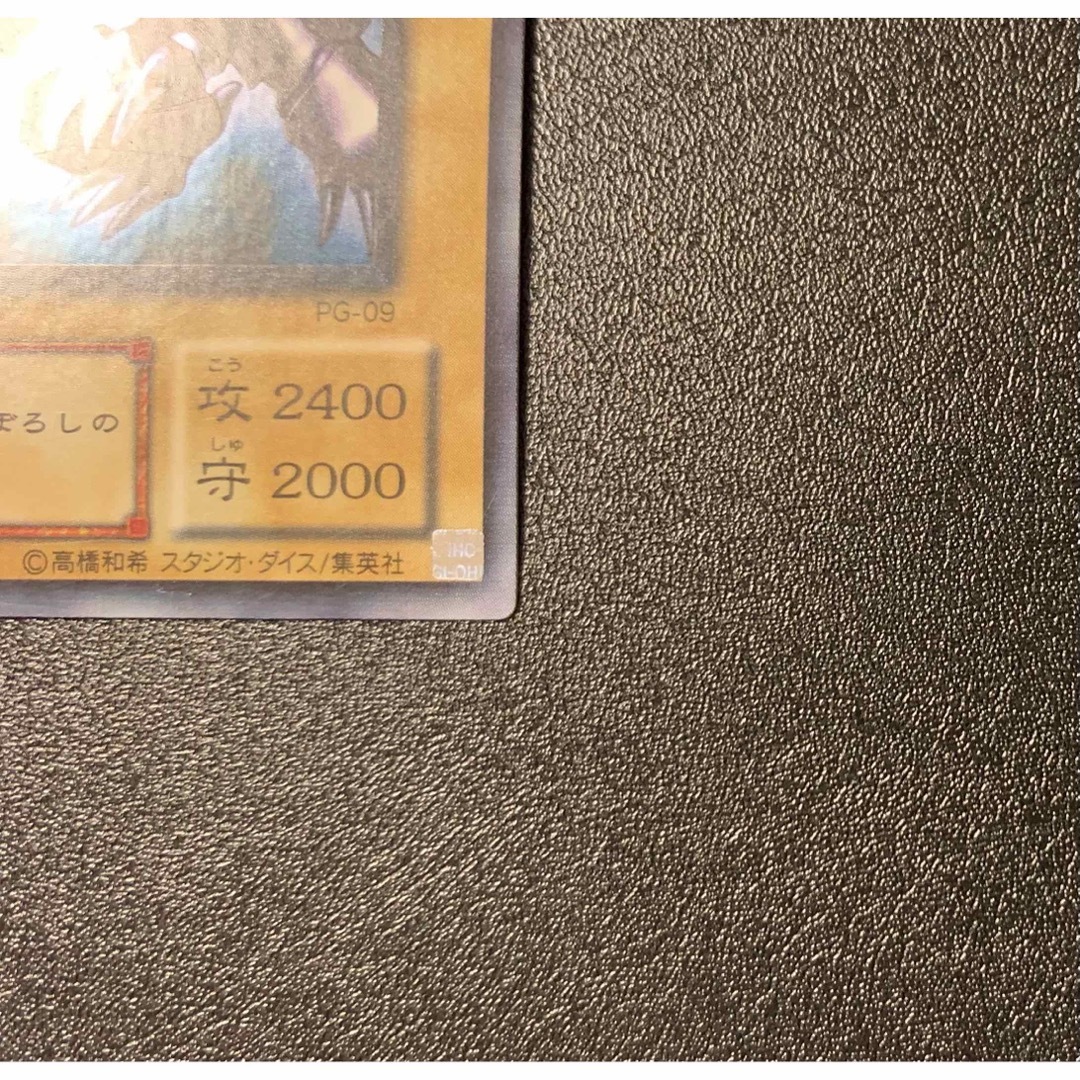 PG-09
こう
攻 2400
ぼろしの
しゅ
守 2000
©高橋和希 スタジオ・ダイス/集英社